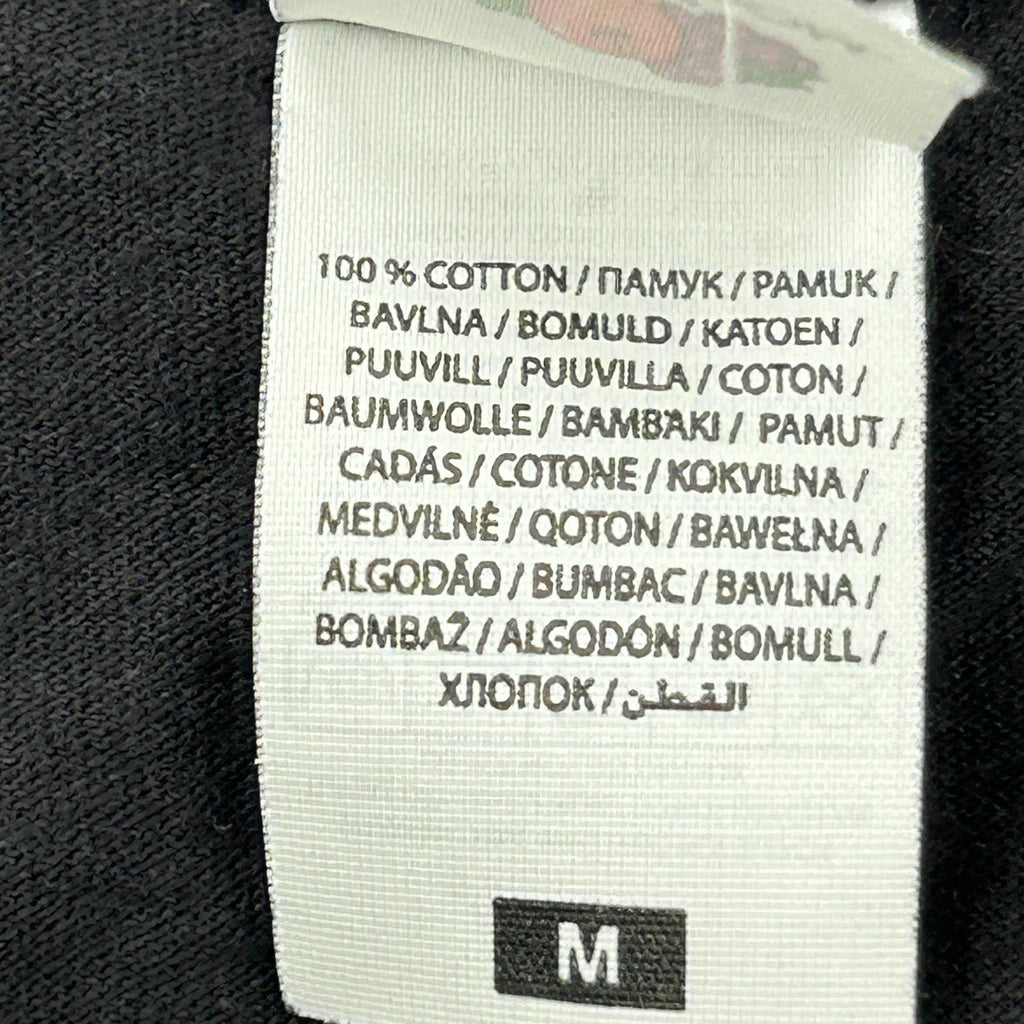 100 % COTTON / ПАМУК / PAMUK /
BAVLNA / BOMULD / KATOEN /
PUUVILL / PUUVILLA / COTON /
BAUMWOLLE / BAMBAKI / PAMUT /
CADÁS / COTONE / KOKVILNA /
MEDVILNĖ / QOTON / BAWEŁNA /
ALGODÃO / BUMBAC / BAVLNA /
BOMBAŽ / ALGODÓN / BOMULL /
ХЛОПОК / القطن
M